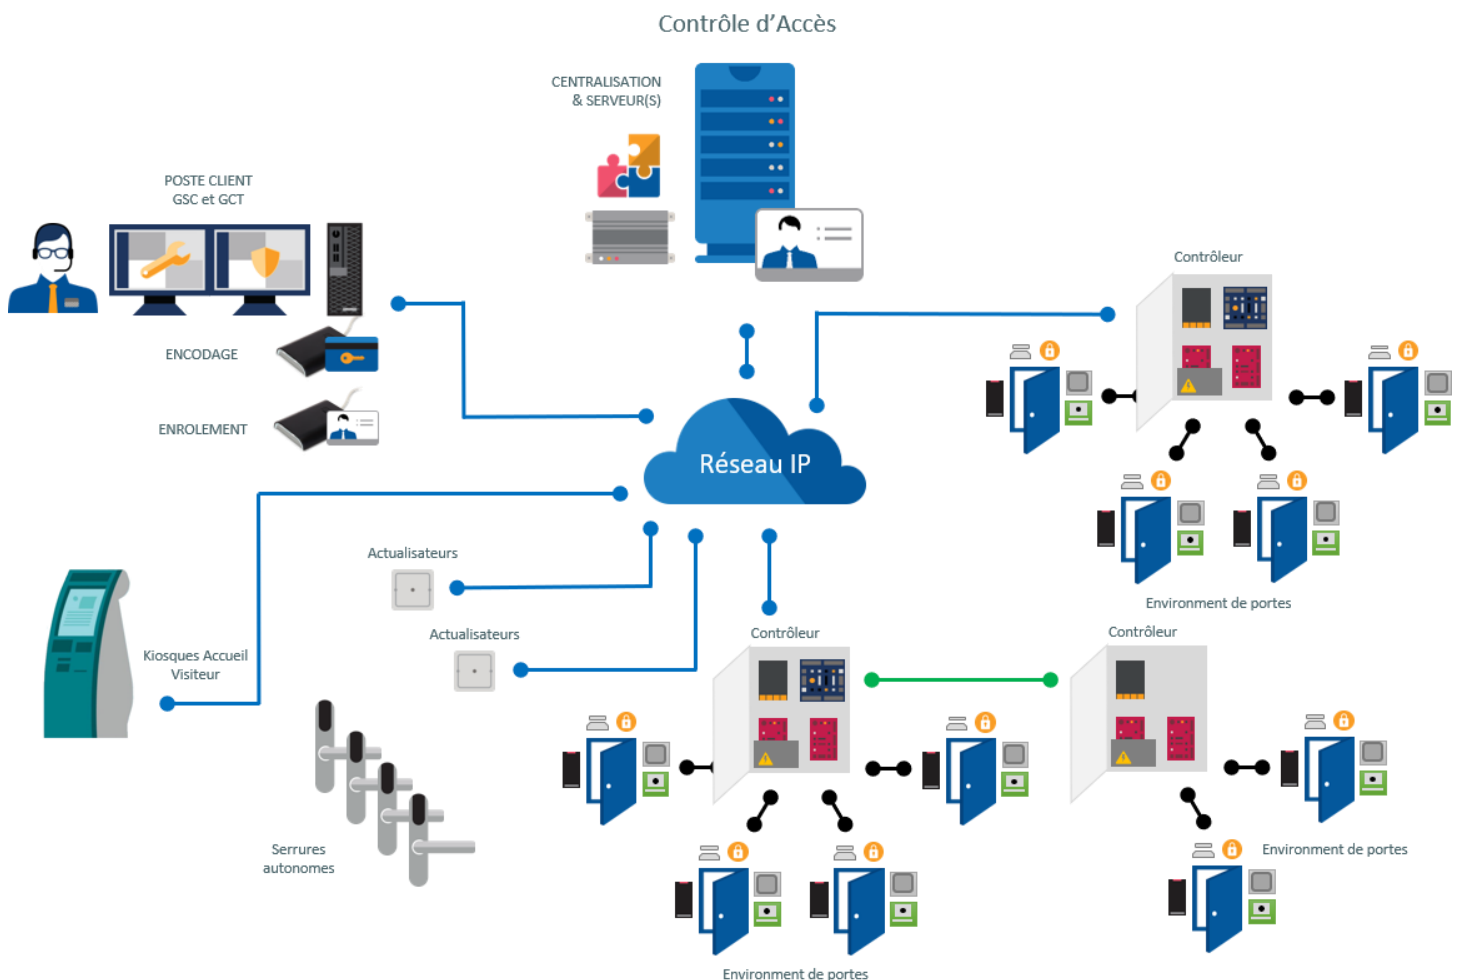 Contrôle d'Accès
CENTRALISATION
& SERVEUR(S)
POSTE CLIENT
GSC et GCT
ENCODAGE
ENROLEMENT
Contrôleur
Réseau IP
Environment de portes
Actualisateurs
Actualisateurs
Kiosques Accueil
Visiteur
Contrôleur
Contrôleur
Serrures
autonomes
Environment de portes
Environment de portes